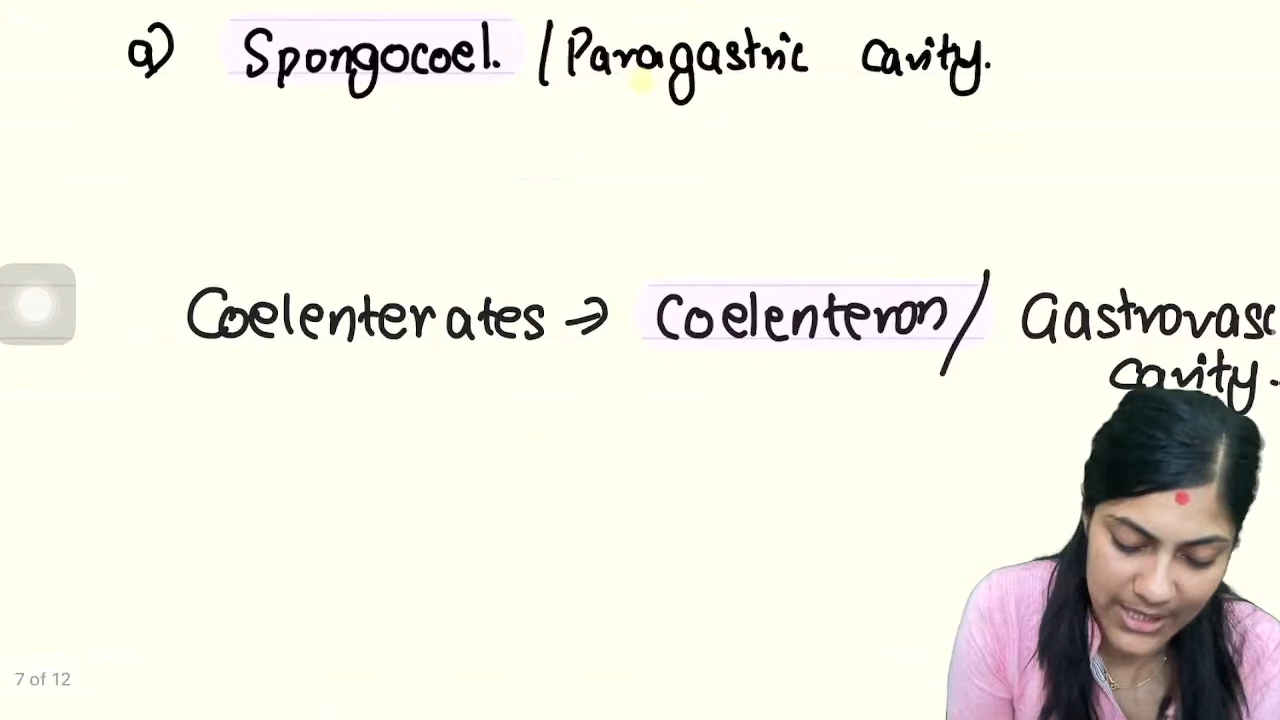 a) Spongocoel. / Paragastric cavity.
Coelenterates → Coelenteron / Gastrovasc
cavity.
7 of 12